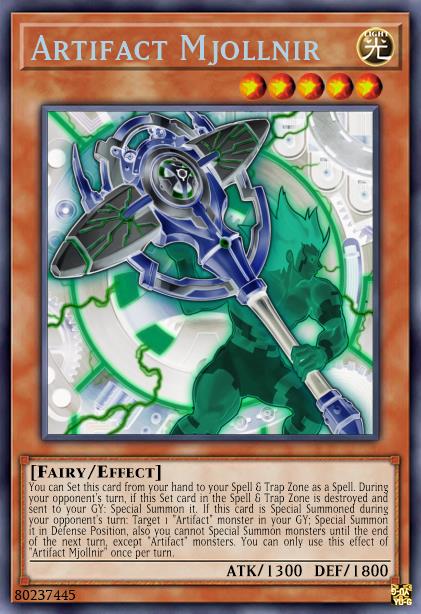 Artifact Mjollnir
LIGHT
光
[Fairy/Effect]
You can Set this card from your hand to your Spell & Trap Zone as a Spell. During
your opponent's turn, if this Set card in the Spell & Trap Zone is destroyed and
sent to your GY: Special Summon it. If this card is Special Summoned during
your opponent's turn: Target 1 "Artifact" monster in your GY; Special Summon
it in Defense Position, also you cannot Special Summon monsters until the end
of the next turn, except "Artifact" monsters. You can only use this effect of
"Artifact Mjollnir" once per turn.
ATK/1300 DEF/1800
80237445